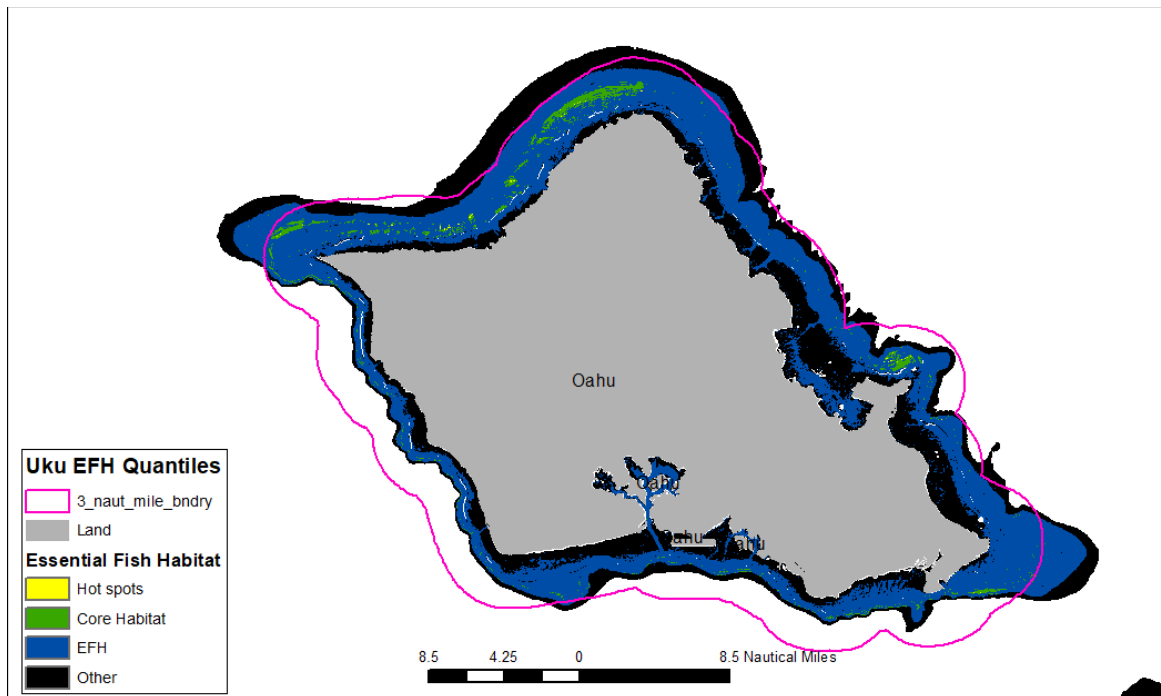 Oahu
Oahu
Oahu
Oahu
Uku EFH Quantiles
3_naut_mile_bndry
Land
Essential Fish Habitat
Hot spots
Core Habitat
EFH
Other
8.5 4.25 0 8.5 Nautical Miles